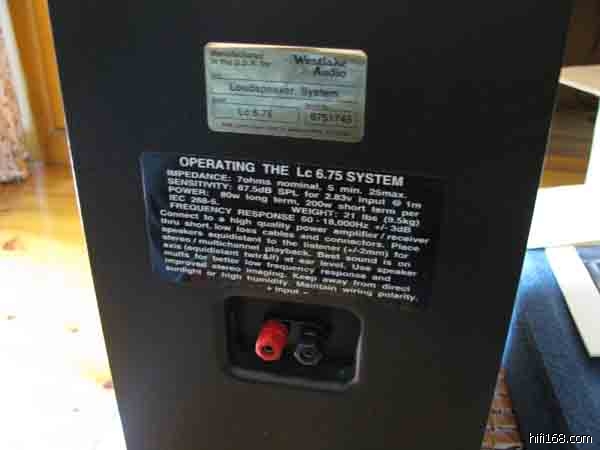 Manufactured
in the U.S.A. by
Westlake
Audio
Loudspeaker System
Lc 6.75
OPERATING THE Lc 6.75 SYSTEM
IMPEDANCE: 7ohms nominal, 5 min. 25max.
SENSITIVITY: 87.5dB SPL for 2.83v input @ 1m
POWER: 80w long term, 200w short term per
IEC 268-5. WEIGHT: 21 lbs (9.5kg)
FREQUENCY RESPONSE 60 - 18,000Hz +/- 3dB
Connect to a high quality power amplifier / receiver
thru short, low loss cables and connectors. Place
speakers equidistant to the listener (+/-2mm) for
stereo / multichannel playback. Best sound is on
axis (equidistant twtr&lf) at ear level. Use speaker
muffs for better low frequency response and
improved stereo imaging. Keep away from direct
sunlight or high humidity. Maintain wiring polarity.
+ input -
hifi168.com